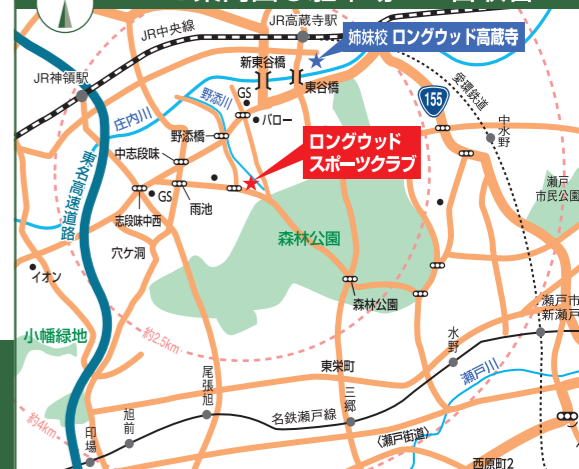 JR高蔵寺駅
JR中央線
姉妹校 ロングウッド高蔵寺
新東谷橋
JR神領駅
東谷橋
GS
野添川
155
愛環鉄道
庄内川
バロー
中水野
野添橋
ロングウッド
スポーツクラブ
中志段味
東名高速道路
瀬戸
市民公園
GS
志段味中西
雨池
森林公園
穴ケ洞
イオン
森林公園
瀬戸市
新瀬戸
小幡緑地
約2.5km
水野
東栄町
瀬戸川
尾張旭
三郷
約4km
旭前
名鉄瀬戸線
印場
〈瀬戸街道〉
西原町2